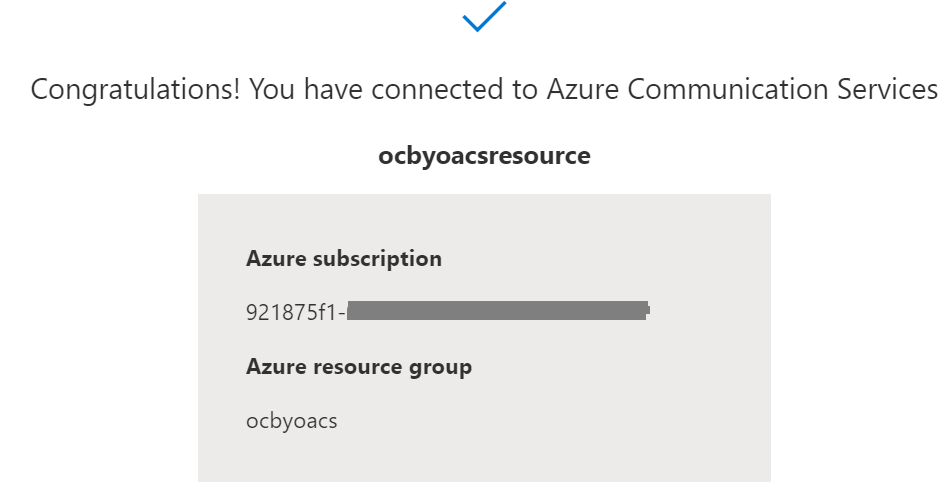 Congratulations! You have connected to Azure Communication Services
ocbyoacsresource
Azure subscription
921875f1-
Azure resource group
ocbyoacs